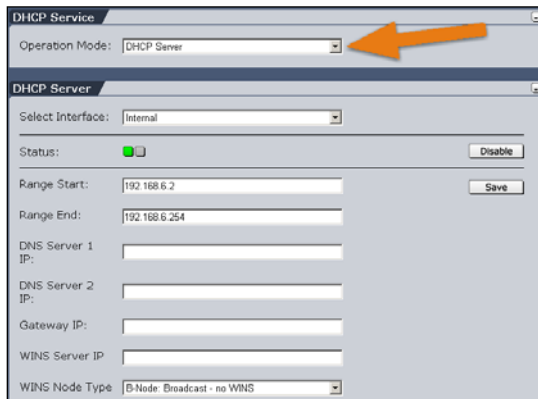 DHCP Service
Operation Mode: DHCP Server
DHCP Server
Select Interface: Internal
Status: Disable
Range Start: 192.168.6.2 Save
Range End: 192.168.6.254
DNS Server 1
IP:
DNS Server 2
IP:
Gateway IP:
WINS Server IP
WINS Node Type B-Node: Broadcast - no WINS